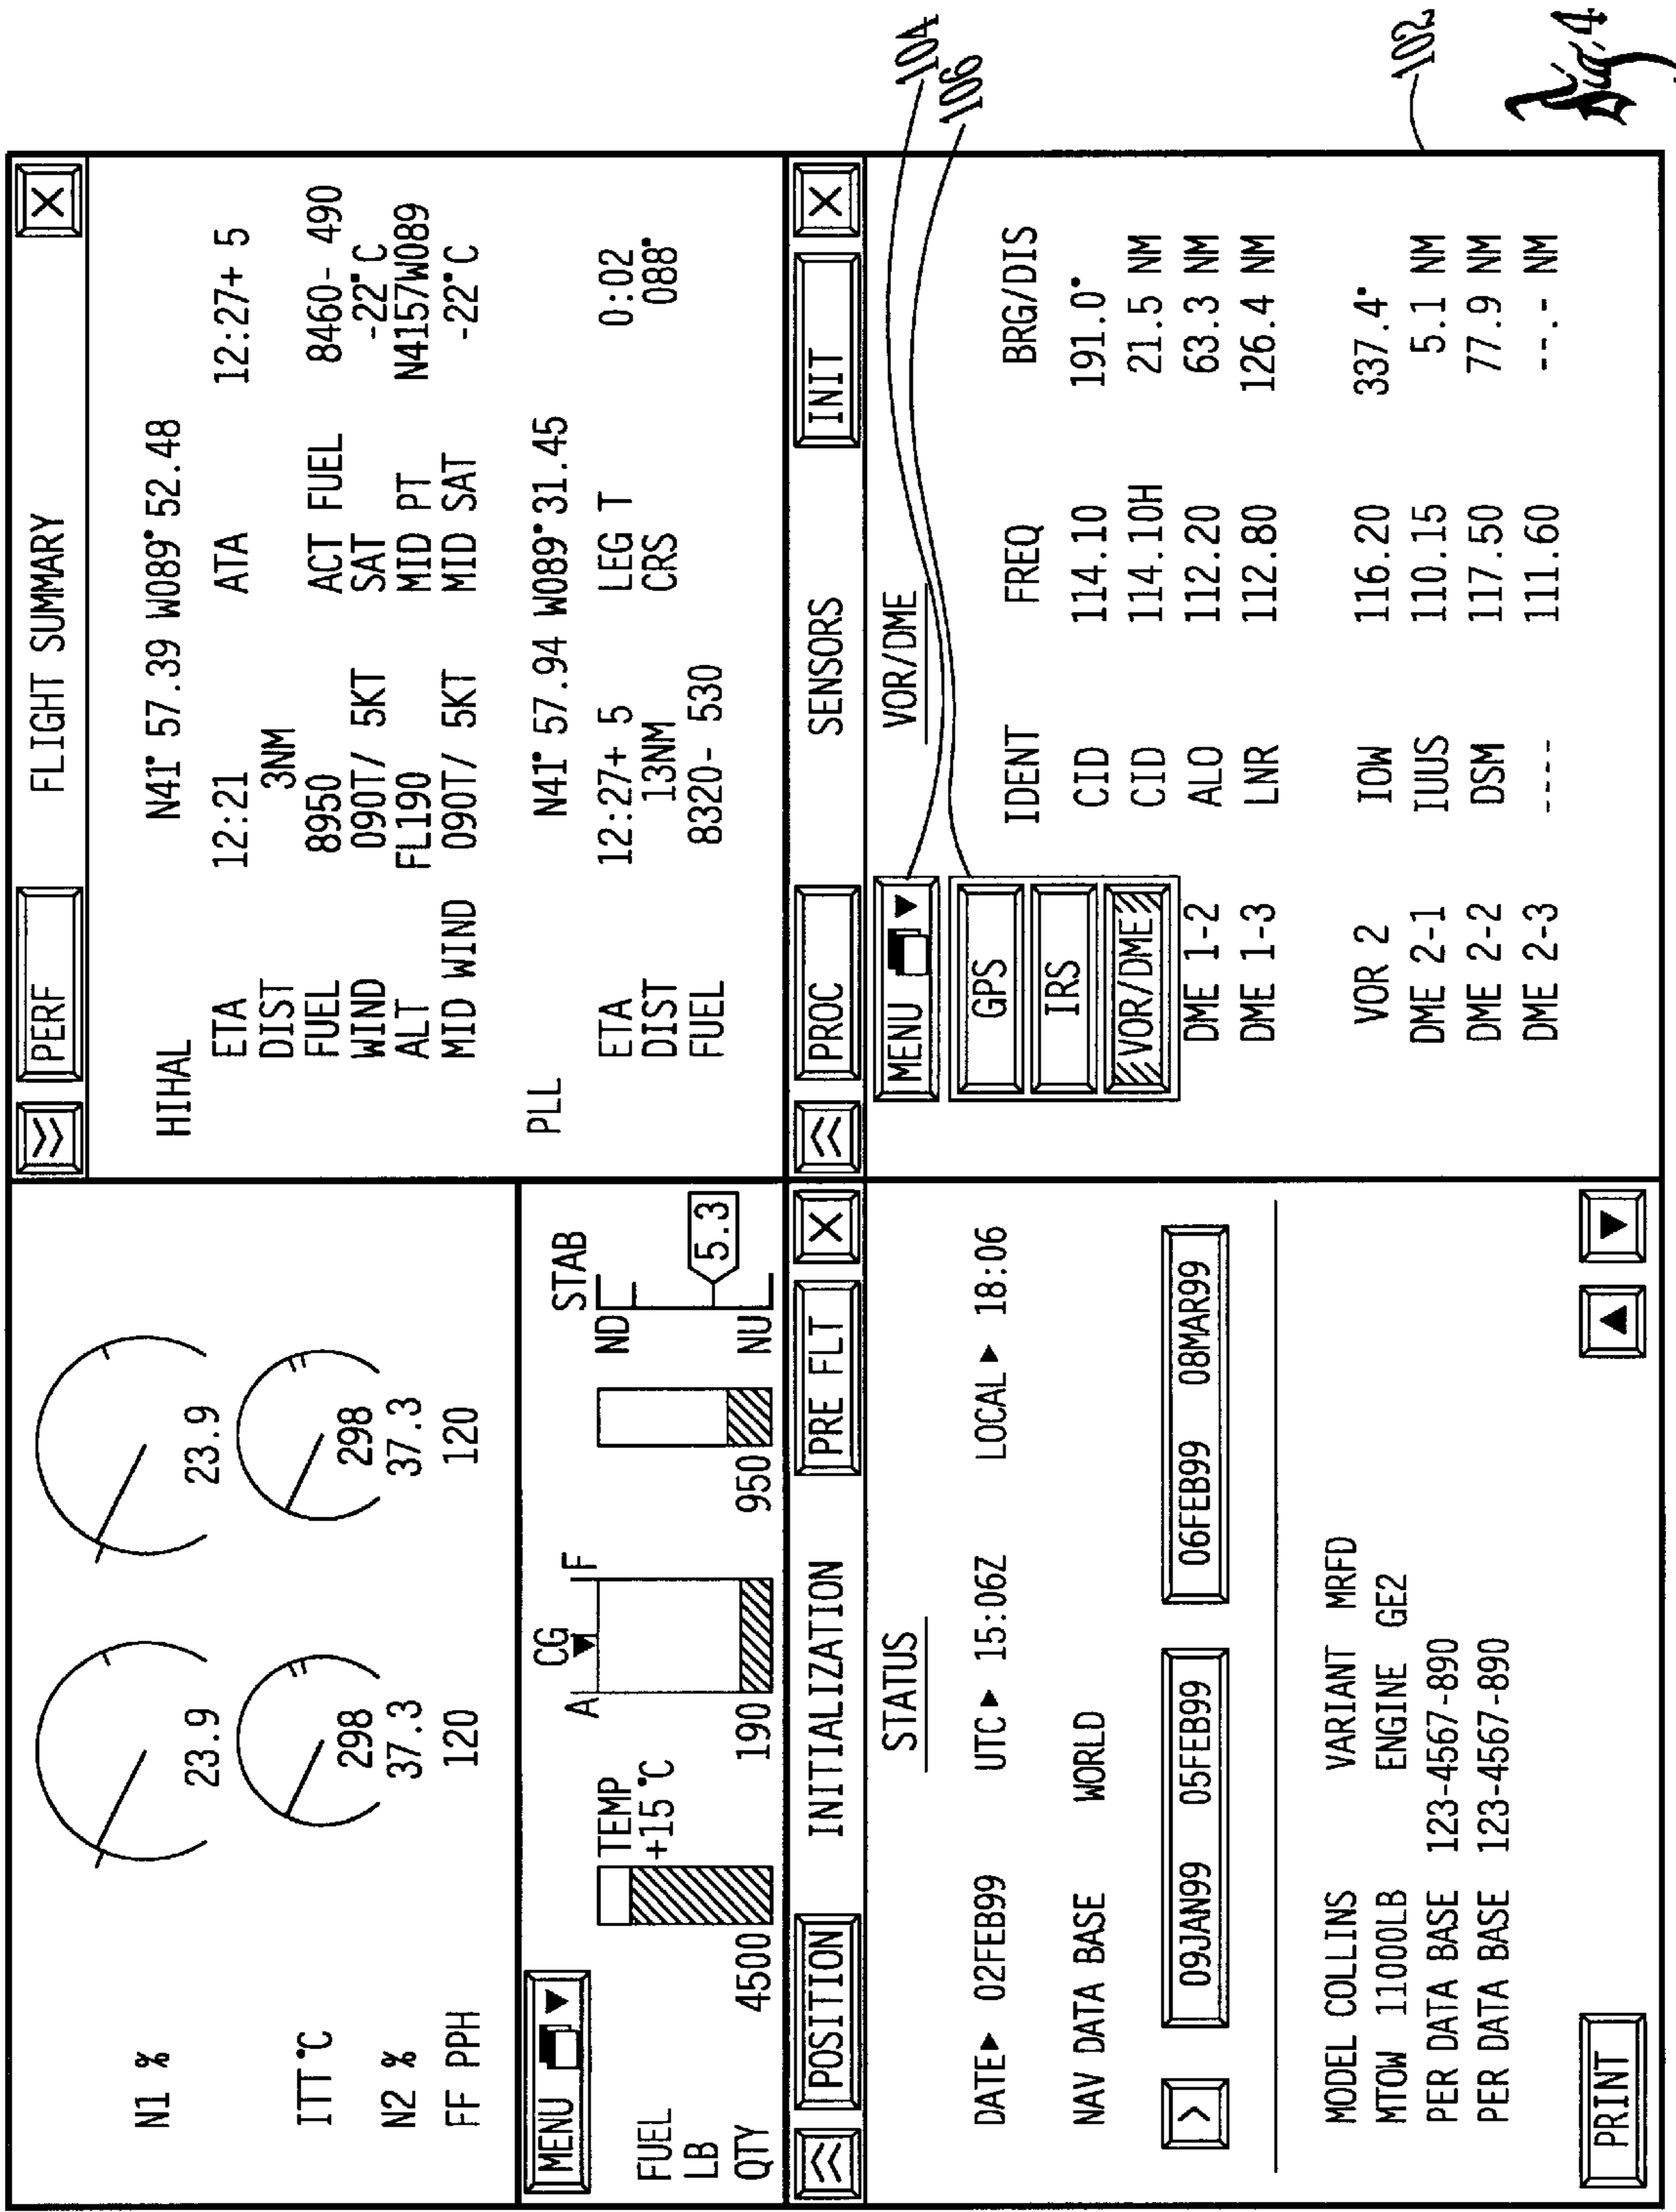 N1 %
23.9 23.9
ITT°C
298 298
N2 % 37.3 37.3
FF PPH 120 120
MENU ▼
FUEL
LB
QTY
4500
TEMP
+15°C
190
A CG F
950
STAB
ND
NU
5.3
PERF FLIGHT SUMMARY X
HIHAL N41° 57.39 W089° 52.48
ETA 12:21 ATA 12:27+ 5
DIST 3NM
FUEL 8950 ACT FUEL 8460- 490
WIND 090T/ 5KT SAT -22°C
ALT FL190 MID PT N4157W089
MID WIND 090T/ 5KT MID SAT -22°C
PLL N41° 57.94 W089° 31.45
ETA 12:27+ 5 LEG T 0:02
DIST 13NM CRS 088°
FUEL 8320- 530
POSITION INITIALIZATION PRE FLT X
STATUS
DATE▶ 02FEB99 UTC▶ 15:06Z LOCAL▶ 18:06
NAV DATA BASE WORLD
> 09JAN99 05FEB99 06FEB99 08MAR99
MODEL COLLINS VARIANT MRFD
MTOW 11000LB ENGINE GE2
PER DATA BASE 123-4567-890
PER DATA BASE 123-4567-890
PRINT ▲ ▼
PROC SENSORS INIT X
MENU ▼ VOR/DME
GPS
IRS
VOR/DME
IDENT FREQ BRG/DIS
CID 114.10 191.0°
CID 114.10H 21.5 NM
DME 1-2 ALO 112.20 63.3 NM
DME 1-3 LNR 112.80 126.4 NM
VOR 2 IOW 116.20 337.4°
DME 2-1 IUUS 110.15 5.1 NM
DME 2-2 DSM 117.50 77.9 NM
DME 2-3 ---- 111.60 --.- NM
104
106
102
Fig. 4